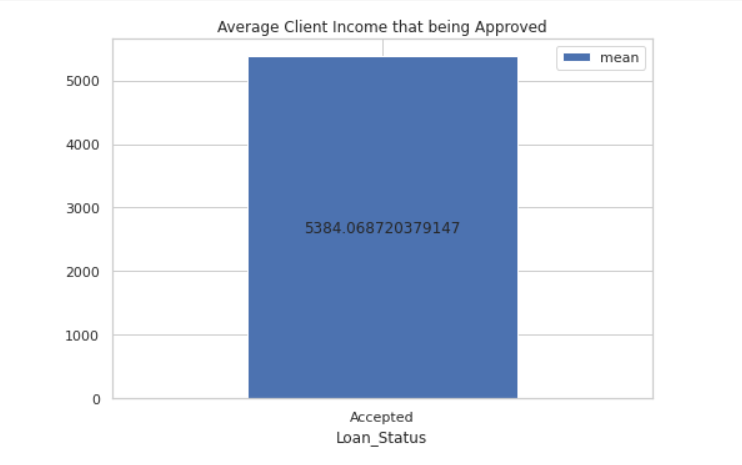 Average Client Income that being Approved
mean
5000
4000
3000
5384.068720379147
2000
1000
0
Accepted
Loan_Status